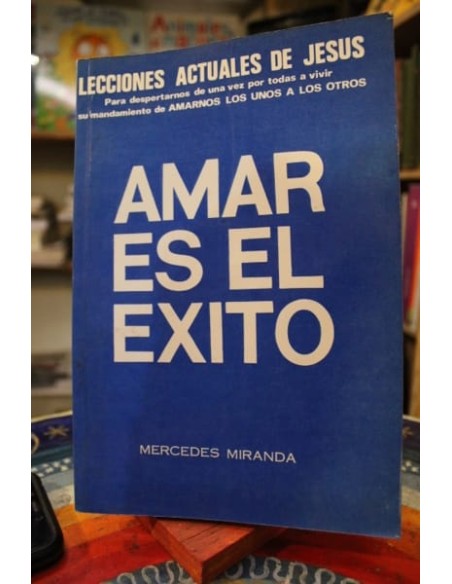 LECCIONES ACTUALES DE JESUS
Para despertarnos de una vez por todas a vivir
su mandamiento de AMARNOS LOS UNOS A LOS OTROS
AMAR
ES EL
EXITO
MERCEDES MIRANDA